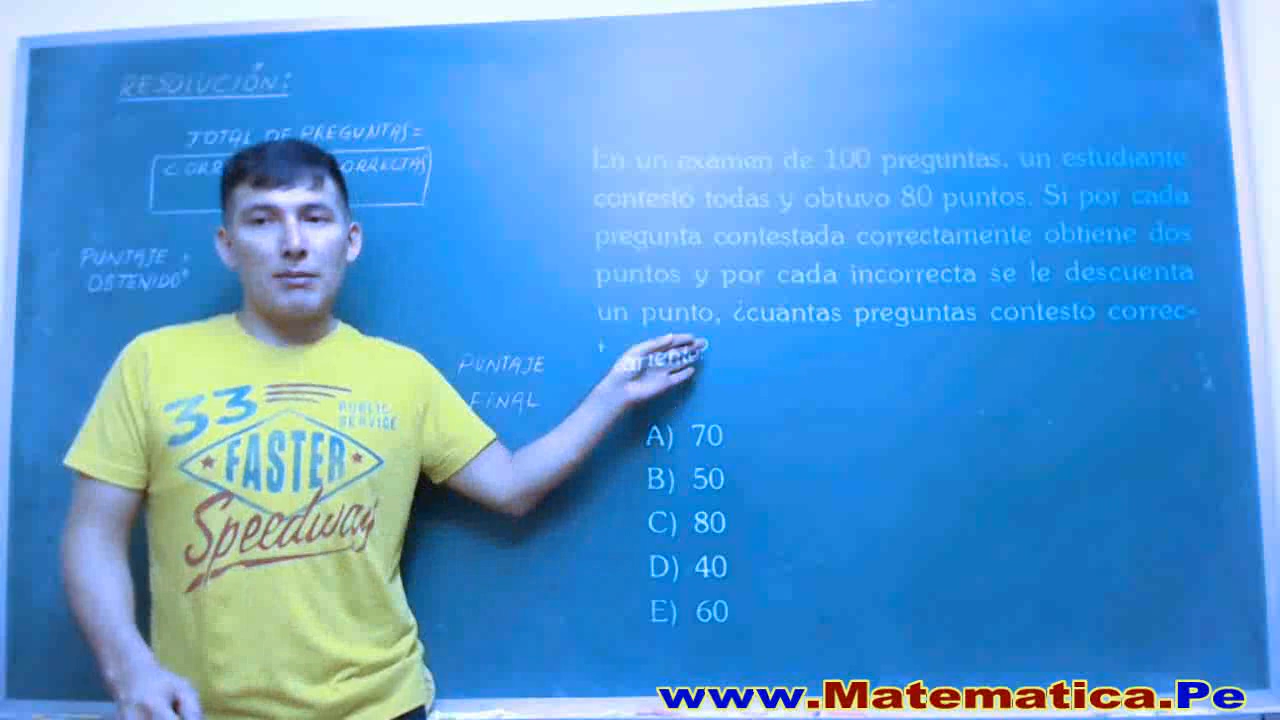 RESOLUCIÓN:
TOTAL DE PREGUNTAS =
PUNTAJE
OBTENIDO
PUNTAJE
FINAL
33
PUBLIC
SERVICE
FASTER
Speedway
En un examen de 100 preguntas, un estudiante
contestó todas y obtuvo 80 puntos. Si por cada
pregunta contestada correctamente obtiene dos
puntos y por cada incorrecta se le descuenta
un punto, ¿cuántas preguntas contestó correc-
A) 70
B) 50
C) 80
D) 40
E) 60
www.Matematica.Pe